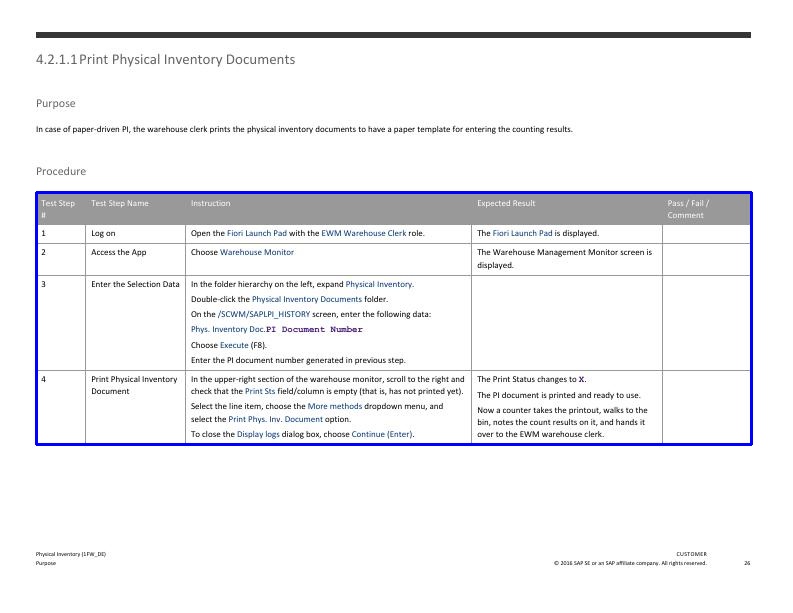 4.2.1.1Print Physical Inventory Documents
Purpose
In case of paper-driven PI, the warehouse clerk prints the physical inventory documents to have a paper template for entering the counting results.
Procedure
Test Step #
Test Step Name
Instruction
Expected Result
Pass / Fail / Comment
1
Log on
Open the Fiori Launch Pad with the EWM Warehouse Clerk role.
The Fiori Launch Pad is displayed.
2
Access the App
Choose Warehouse Monitor
The Warehouse Management Monitor screen is
displayed.
3
Enter the Selection Data
In the folder hierarchy on the left, expand Physical Inventory.
Double-click the Physical Inventory Documents folder.
On the /SCWM/SAPLPI_HISTORY screen, enter the following data:
Phys. Inventory Doc.PI Document Number
Choose Execute (F8).
Enter the PI document number generated in previous step.
4
Print Physical Inventory
Document
In the upper-right section of the warehouse monitor, scroll to the right and
check that the Print Sts field/column is empty (that is, has not printed yet).
Select the line item, choose the More methods dropdown menu, and
select the Print Phys. Inv. Document option.
To close the Display logs dialog box, choose Continue (Enter).
The Print Status changes to X.
The PI document is printed and ready to use.
Now a counter takes the printout, walks to the
bin, notes the count results on it, and hands it
over to the EWM warehouse clerk.
Physical Inventory (1FW_DE)
Purpose
CUSTOMER
© 2016 SAP SE or an SAP affiliate company. All rights reserved.
26